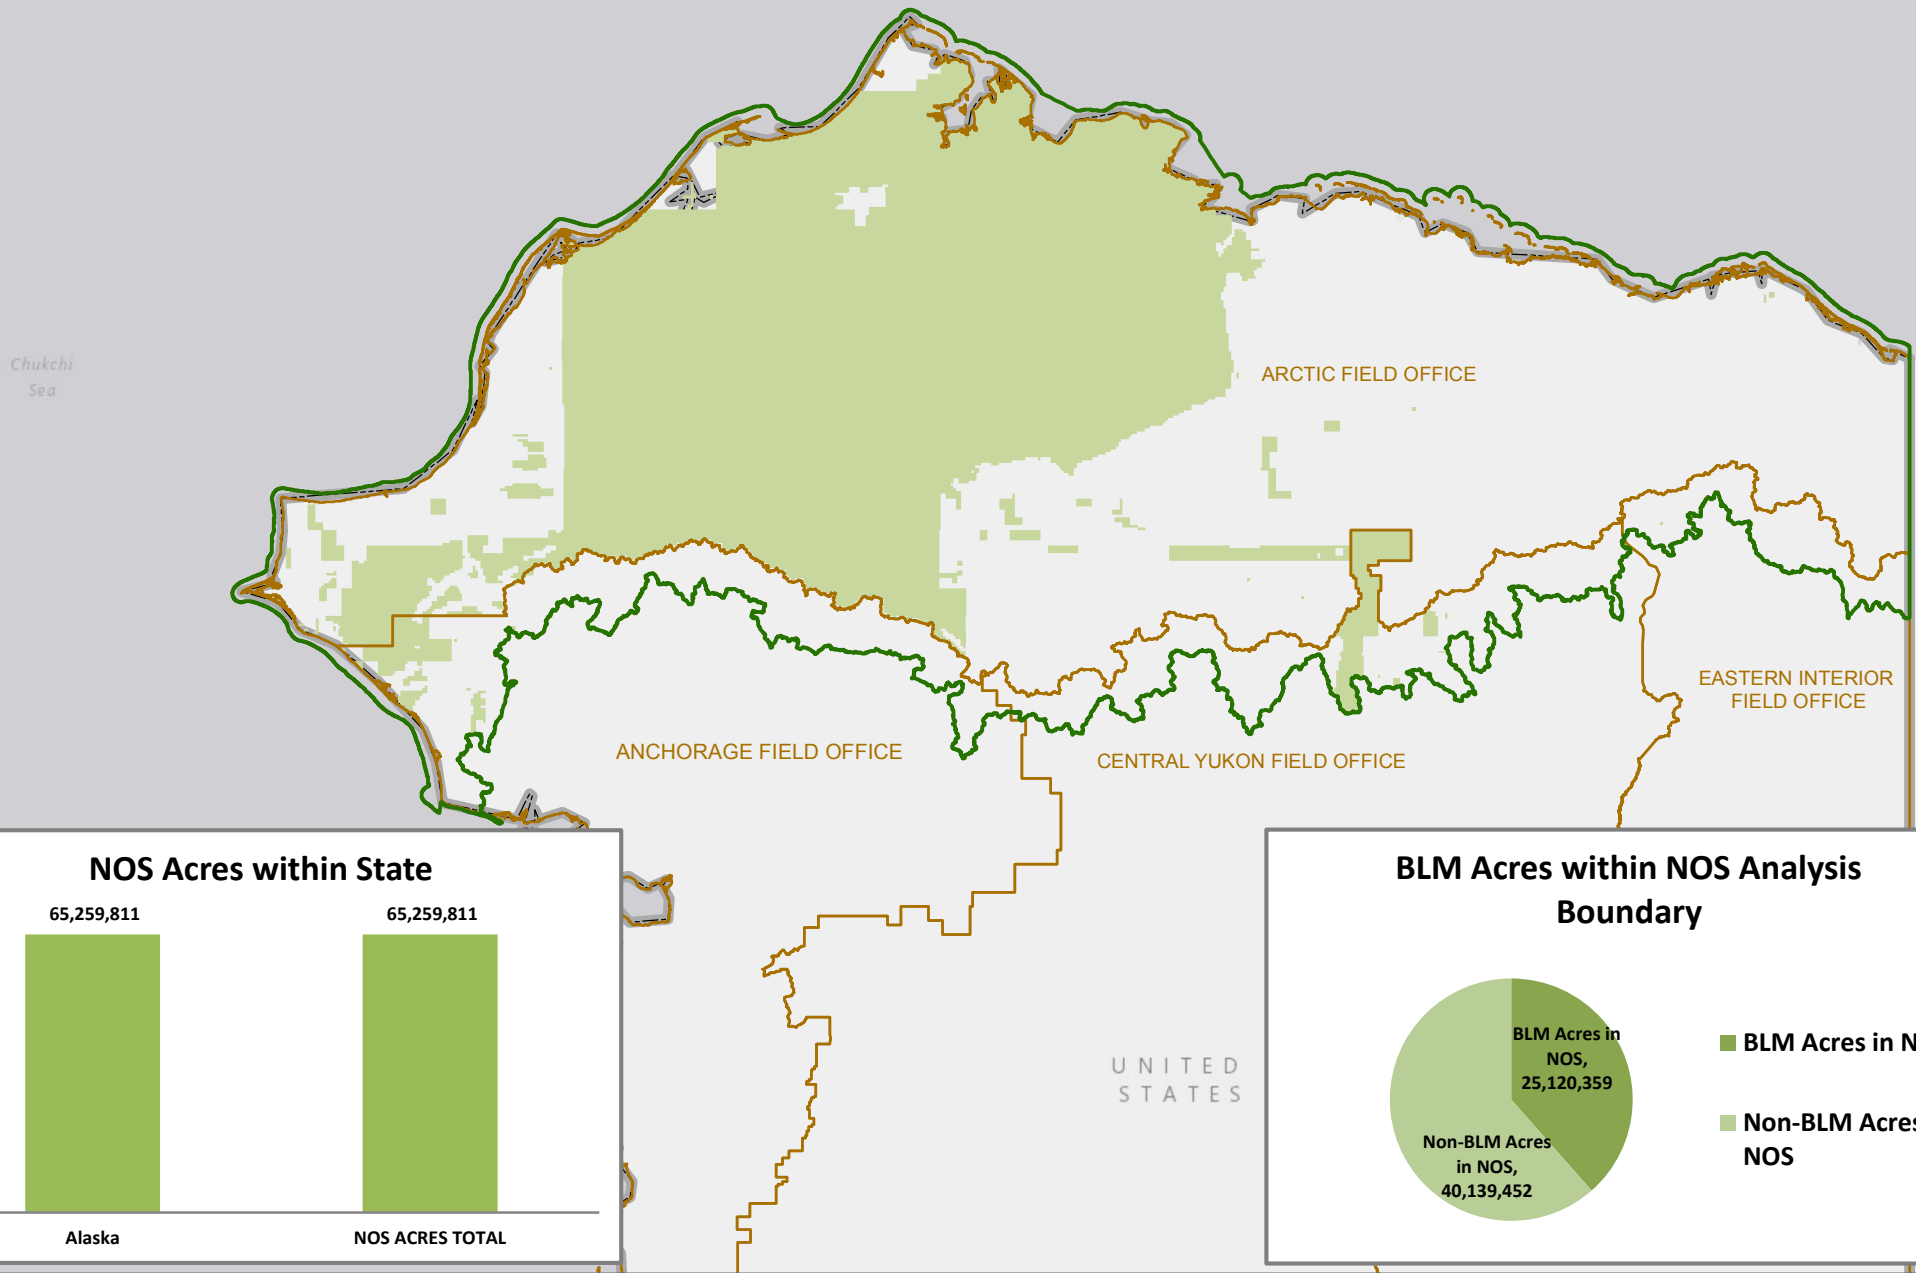 Chukchi
Sea
ARCTIC FIELD OFFICE
EASTERN INTERIOR
FIELD OFFICE
ANCHORAGE FIELD OFFICE
CENTRAL YUKON FIELD OFFICE
UNITED
STATES
NOS Acres within State
65,259,811
65,259,811
Alaska
NOS ACRES TOTAL
BLM Acres within NOS Analysis
Boundary
BLM Acres in
NOS,
25,120,359
Non-BLM Acres
in NOS,
40,139,452
BLM Acres in N
Non-BLM Acres
NOS